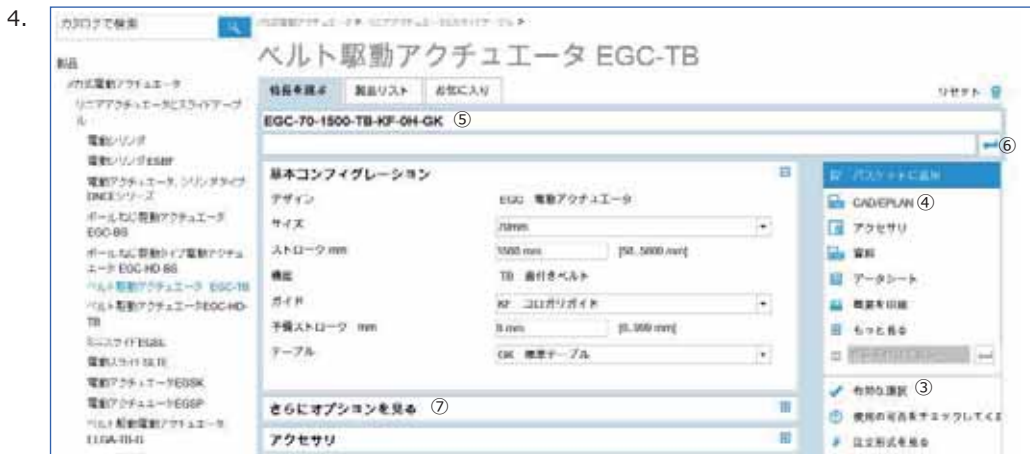 4.
カタログで検索
ベルト駆動アクチュエータ EGC-TB
製品
メカ式電動アクチュエータ
リニアアクチュエータとスライドテーブル
特長を選ぶ 製品リスト お気に入り
リセット
EGC-70-1500-TB-KF-0H-GK ⑤
⑥
電動シリンダ
電動シリンダESBF
電動アクチュエータ, シリンダタイプ
DNCEシリーズ
ボールねじ駆動アクチュエータ
EGC-BS
ボールねじ駆動タイプ電動アクチュ
エータ EGC-HD-BS
ベルト駆動アクチュエータ EGC-TB
ベルト駆動アクチュエータEGC-HD-
TB
ミニスライドEGSL
電動アクチュエータEGSK
電動アクチュエータEGSP
ベルト駆動電動アクチュエータ
ELGA-TB-G
基本コンフィグレーション
デザイン EGC 電動アクチュエータ
サイズ 70mm
ストローク mm 1500 mm [50..5000 mm]
機能 TB 歯付きベルト
ガイド KF コロガリガイド
予備ストローク mm 0 mm [0..999 mm]
テーブル GK 標準テーブル
さらにオプションを見る ⑦
アクセサリ
バスケットに追加
CAD/EPLAN ④
アクセサリ
資料
データシート
概要を印刷
もっと見る
有効な選択 ③
使用の可否をチェックしてくだ
注文形式を見る